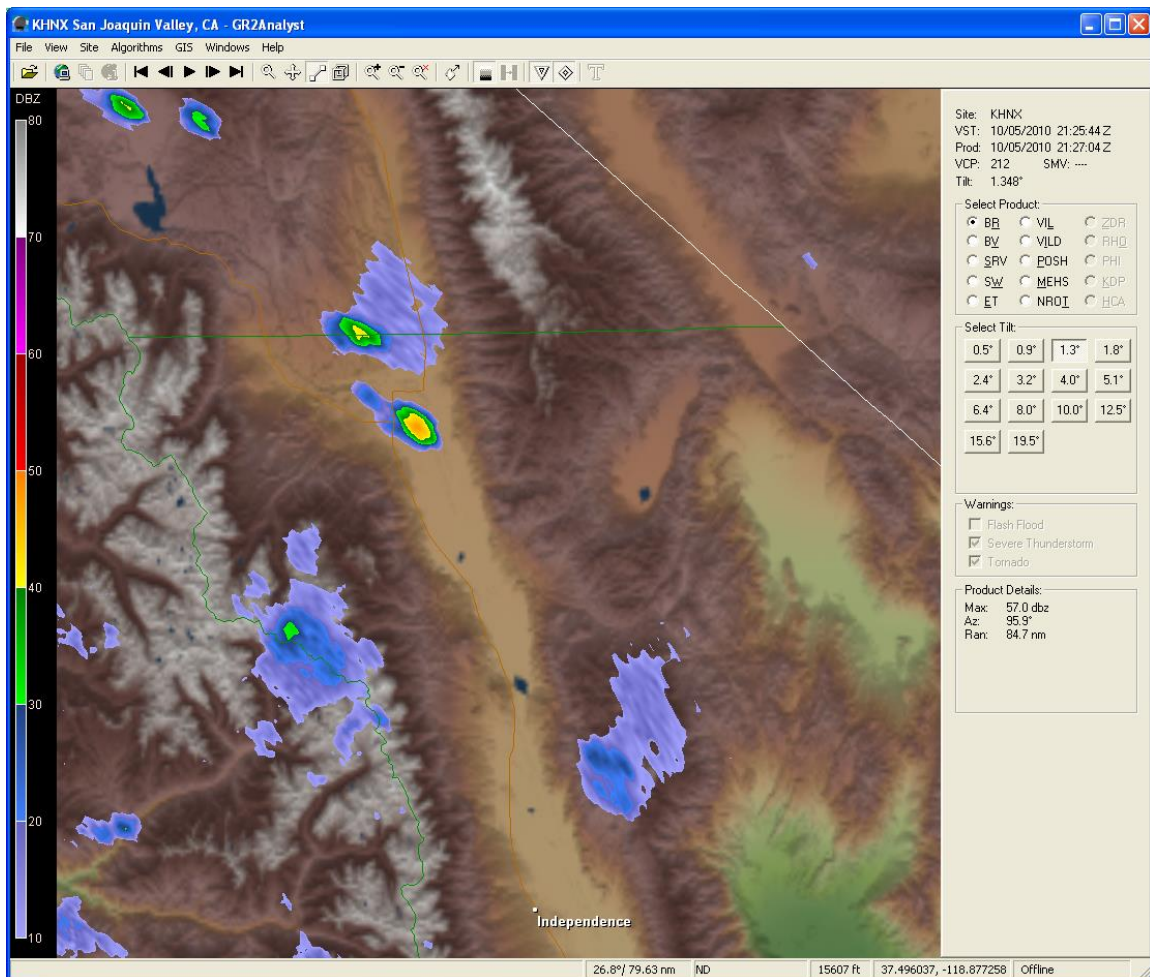 KHNX San Joaquin Valley, CA - GR2Analyst
File View Site Algorithms GIS Windows Help
DBZ
80
70
60
50
40
30
20
10
Independence
Site: KHNX
VST: 10/05/2010 21:25:44 Z
Prod: 10/05/2010 21:27:04 Z
VCP: 212 SMV: ----
Tilt: 1.348°
Select Product:
BR VIL ZDR
BV VILD RHO
SRV POSH PHI
SW MEHS KDP
ET NROT HCA
Select Tilt:
0.5° 0.9° 1.3° 1.8°
2.4° 3.2° 4.0° 5.1°
6.4° 8.0° 10.0° 12.5°
15.6° 19.5°
Warnings:
Flash Flood
Severe Thunderstorm
Tornado
Product Details:
Max: 57.0 dbz
Az: 95.9°
Ran: 84.7 nm
26.8°/ 79.63 nm ND 15607 ft 37.496037, -118.877258 Offline